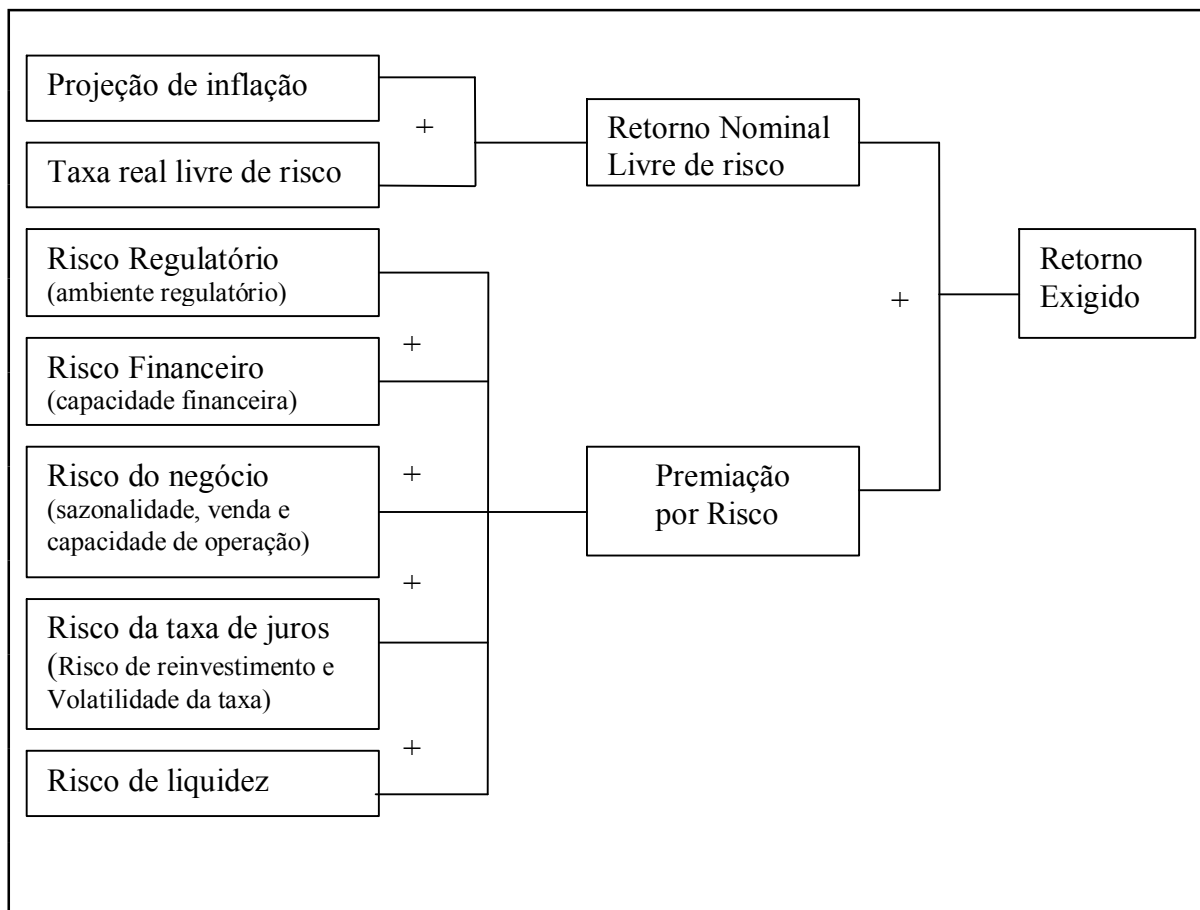 Projeção de inflação
+
Taxa real livre de risco
Retorno Nominal
Livre de risco
Risco Regulatório
(ambiente regulatório)
+
Risco Financeiro
(capacidade financeira)
+
Risco do negócio
(sazonalidade, venda e
capacidade de operação)
+
Risco da taxa de juros
(Risco de reinvestimento e
Volatilidade da taxa)
+
Risco de liquidez
Premiação
por Risco
+
Retorno
Exigido